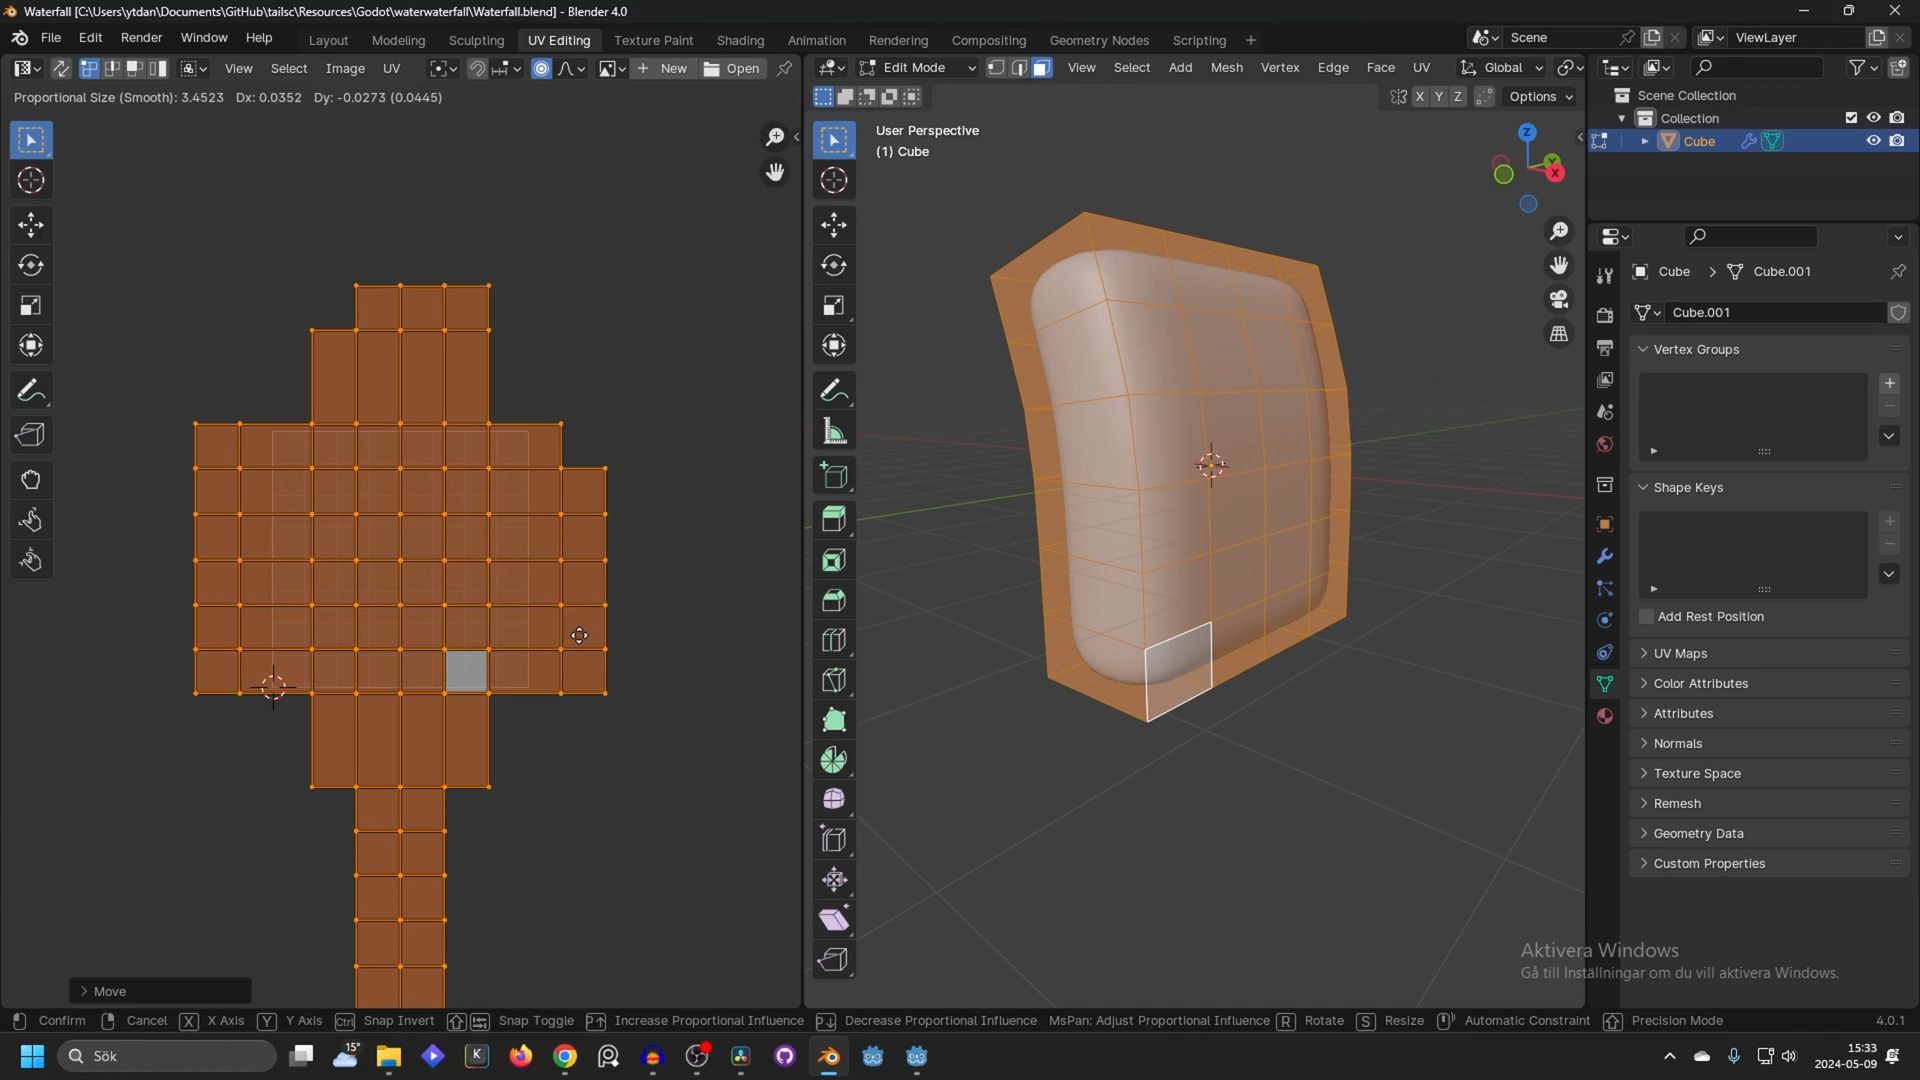 Waterfall [C:\Users\ytdan\Documents\GitHub\tailsc\Resources\Godot\waterwaterfall\Waterfall.blend] - Blender 4.0
File Edit Render Window Help Layout Modeling Sculpting UV Editing Texture Paint Shading Animation Rendering Compositing Geometry Nodes Scripting + Scene ViewLayer
View Select Image UV New Open Edit Mode View Select Add Mesh Vertex Edge Face UV Global
Proportional Size (Smooth): 3.4523 Dx: 0.0352 Dy: -0.0273 (0.0445)
X Y Z Options
User Perspective
(1) Cube
Z
Y
X
Scene Collection
Collection
Cube
Cube Cube.001
Cube.001
Vertex Groups
Shape Keys
Add Rest Position
UV Maps
Color Attributes
Attributes
Normals
Texture Space
Remesh
Geometry Data
Custom Properties
Aktivera Windows
Gå till Inställningar om du vill aktivera Windows.
Move
Confirm Cancel X X Axis Y Y Axis Ctrl Snap Invert Snap Toggle Increase Proportional Influence Decrease Proportional Influence MsPan: Adjust Proportional Influence R Rotate S Resize Automatic Constraint Precision Mode 4.0.1
Sök 15° K 15:33
2024-05-09